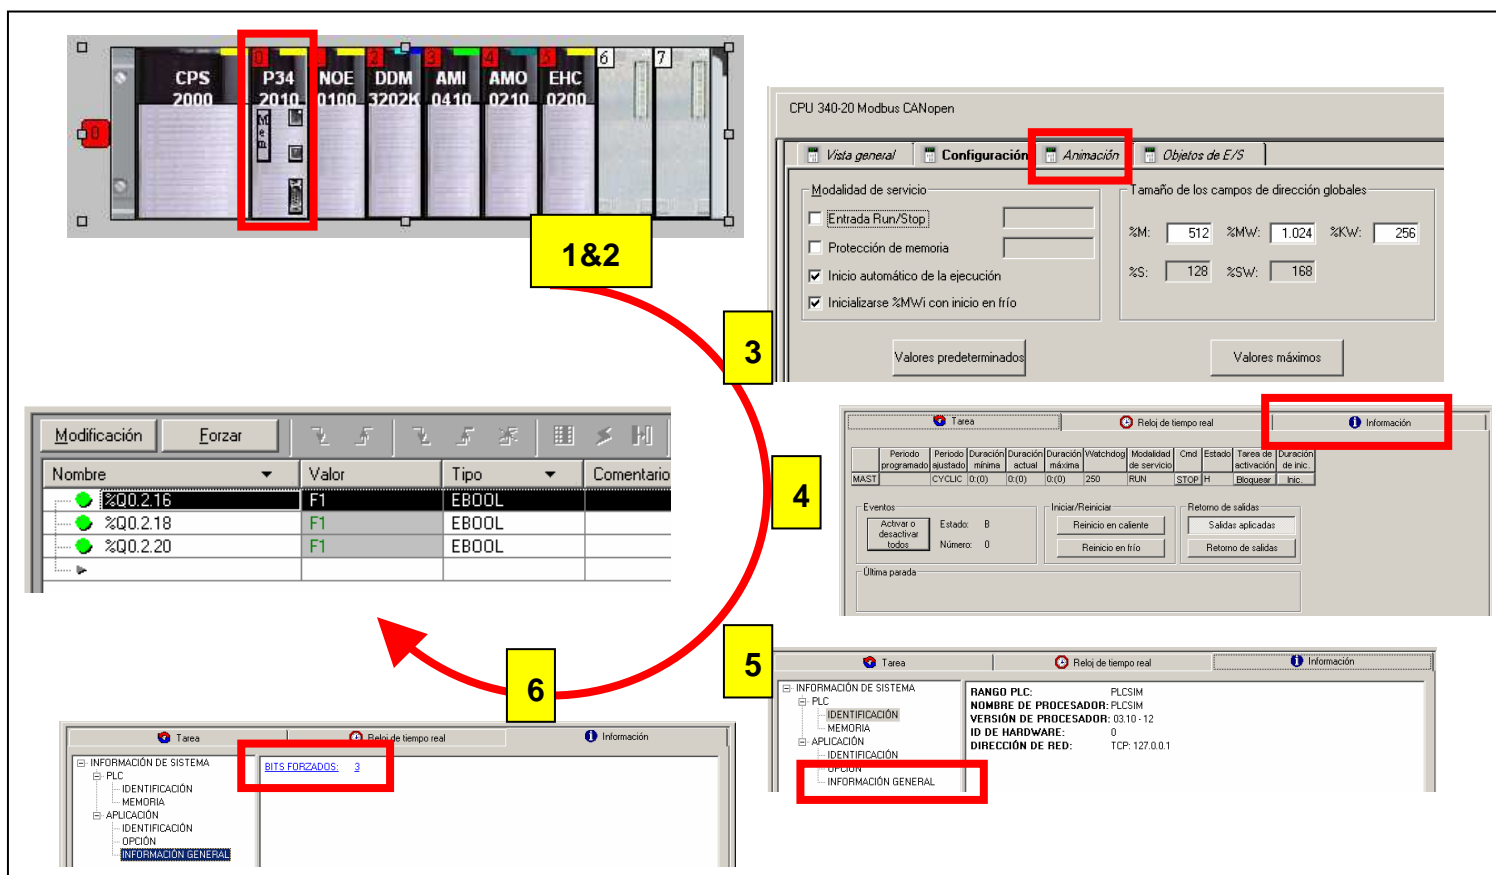 0 1 2 3 4 5 6 7
CPS P34 NOE DDM AMI AMO EHC
2000 2010 0100 3202K 0410 0210 0200
0
1&2
CPU 340-20 Modbus CANopen
Vista general Configuración Animación Objetos de E/S
Modalidad de servicio
Entrada Run/Stop
Protección de memoria
Inicio automático de la ejecución
Inicializarse %MWi con inicio en frío
Tamaño de los campos de dirección globales
%M: 512 %MW: 1.024 %KW: 256
%S: 128 %SW: 168
Valores predeterminados Valores máximos
3
Tarea Reloj de tiempo real Información
Periodo programado Periodo ajustado Duración mínima Duración actual Duración máxima Watchdog Modalidad de servicio Cmd Estado Tarea de activación Duración de inic.
MAST CYCLIC 0:(0) 0:(0) 0:(0) 250 RUN STOP H Bloquear Inic.
Eventos
Activar o desactivar todos
Estado: B
Número: 0
Iniciar/Reiniciar
Reinicio en caliente
Reinicio en frío
Retorno de salidas
Salidas aplicadas
Retorno de salidas
Última parada
4
Modificación Forzar
Nombre Valor Tipo Comentario
%Q0.2.16 F1 EBOOL
%Q0.2.18 F1 EBOOL
%Q0.2.20 F1 EBOOL
5
Tarea Reloj de tiempo real Información
INFORMACIÓN DE SISTEMA
PLC
IDENTIFICACIÓN
MEMORIA
APLICACIÓN
IDENTIFICACIÓN
OPCIÓN
INFORMACIÓN GENERAL
RANGO PLC: PLCSIM
NOMBRE DE PROCESADOR: PLCSIM
VERSIÓN DE PROCESADOR: 03.10 - 12
ID DE HARDWARE: 0
DIRECCIÓN DE RED: TCP: 127.0.0.1
6
Tarea Reloj de tiempo real Información
INFORMACIÓN DE SISTEMA
PLC
IDENTIFICACIÓN
MEMORIA
APLICACIÓN
IDENTIFICACIÓN
OPCIÓN
INFORMACIÓN GENERAL
BITS FORZADOS: 3